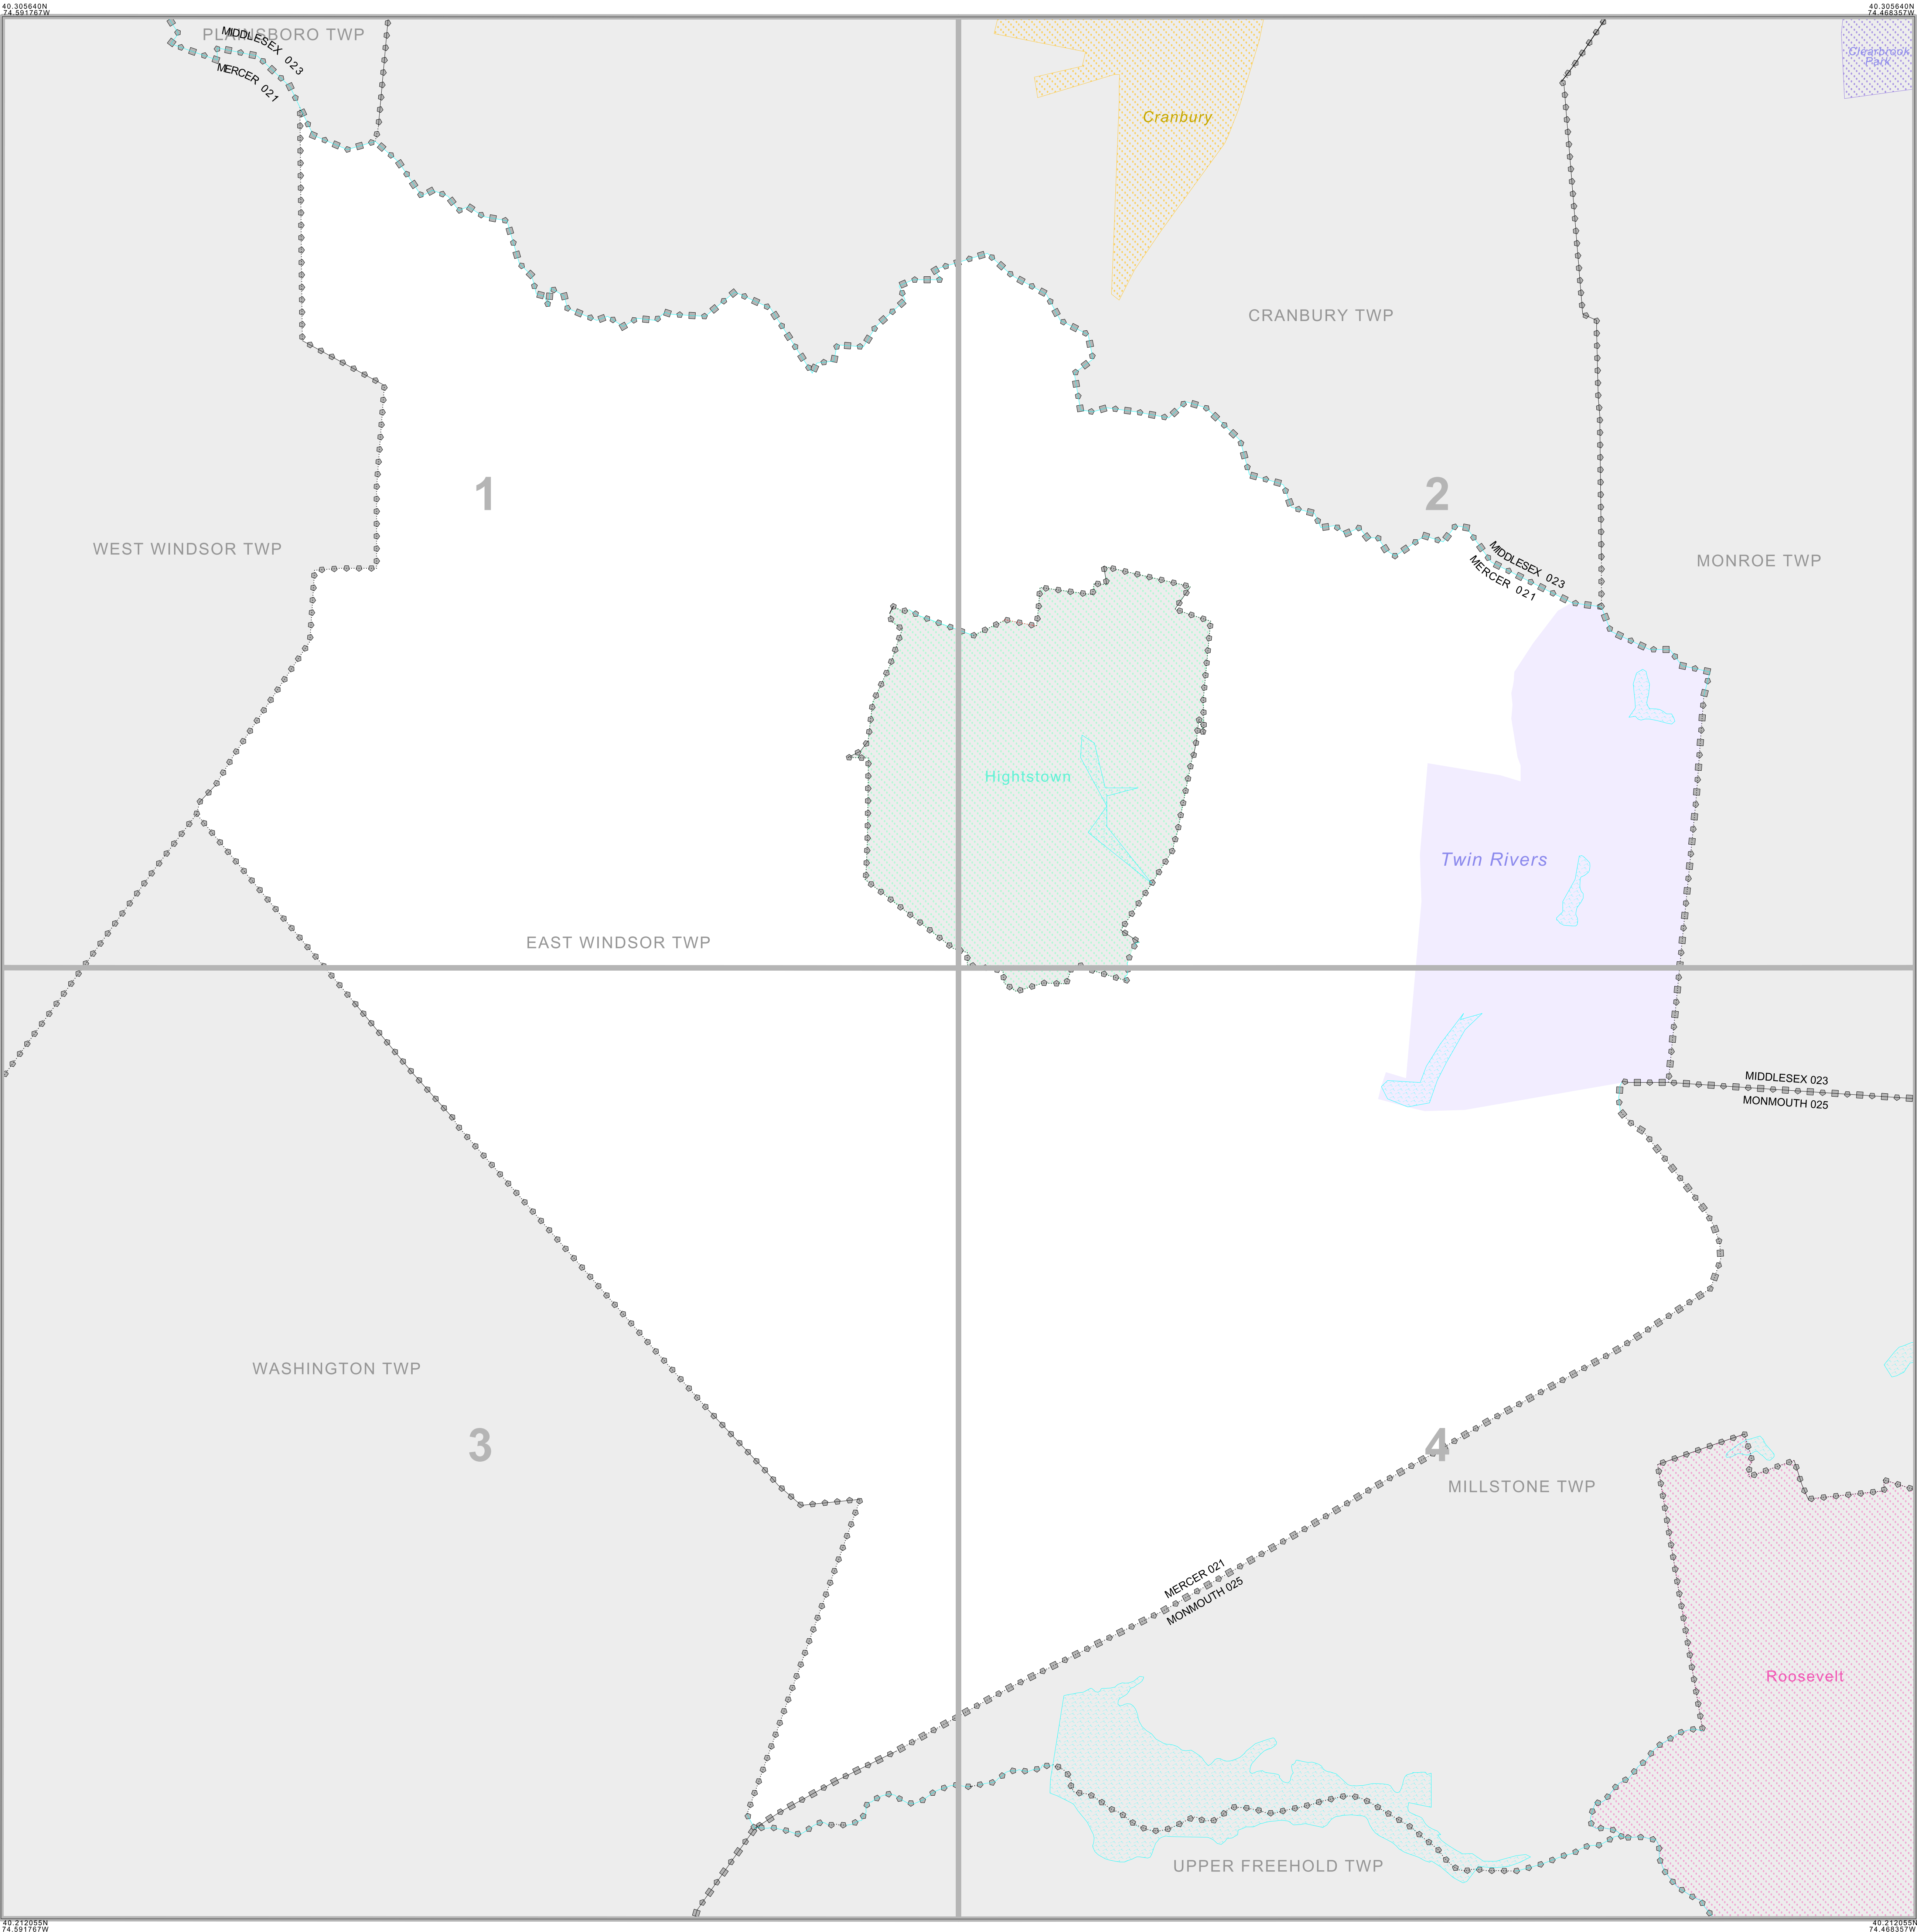 40.305640N
74.591767W
40.305640N
74.468357W
PLAINSBORO TWP
MIDDLESEX 023
MERCER 021
Clearbrook
Park
Cranbury
CRANBURY TWP
1
2
WEST WINDSOR TWP
MONROE TWP
MIDDLESEX 023
MERCER 021
Hightstown
Twin Rivers
EAST WINDSOR TWP
MIDDLESEX 023
MONMOUTH 025
WASHINGTON TWP
3
4
MILLSTONE TWP
MERCER 021
MONMOUTH 025
Roosevelt
UPPER FREEHOLD TWP
40.212055N
74.591767W
40.212055N
74.468357W